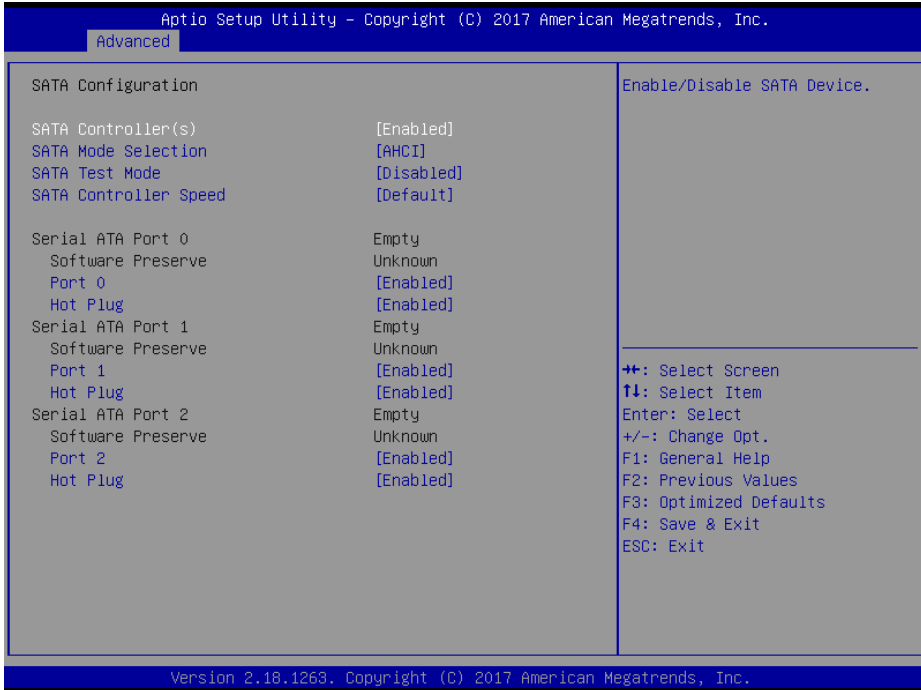 Aptio Setup Utility – Copyright (C) 2017 American Megatrends, Inc.
Advanced
SATA Configuration
SATA Controller(s) [Enabled]
SATA Mode Selection [AHCI]
SATA Test Mode [Disabled]
SATA Controller Speed [Default]
Serial ATA Port 0 Empty
Software Preserve Unknown
Port 0 [Enabled]
Hot Plug [Enabled]
Serial ATA Port 1 Empty
Software Preserve Unknown
Port 1 [Enabled]
Hot Plug [Enabled]
Serial ATA Port 2 Empty
Software Preserve Unknown
Port 2 [Enabled]
Hot Plug [Enabled]
Enable/Disable SATA Device.
→←: Select Screen
↑↓: Select Item
Enter: Select
+/-: Change Opt.
F1: General Help
F2: Previous Values
F3: Optimized Defaults
F4: Save & Exit
ESC: Exit
Version 2.18.1263. Copyright (C) 2017 American Megatrends, Inc.